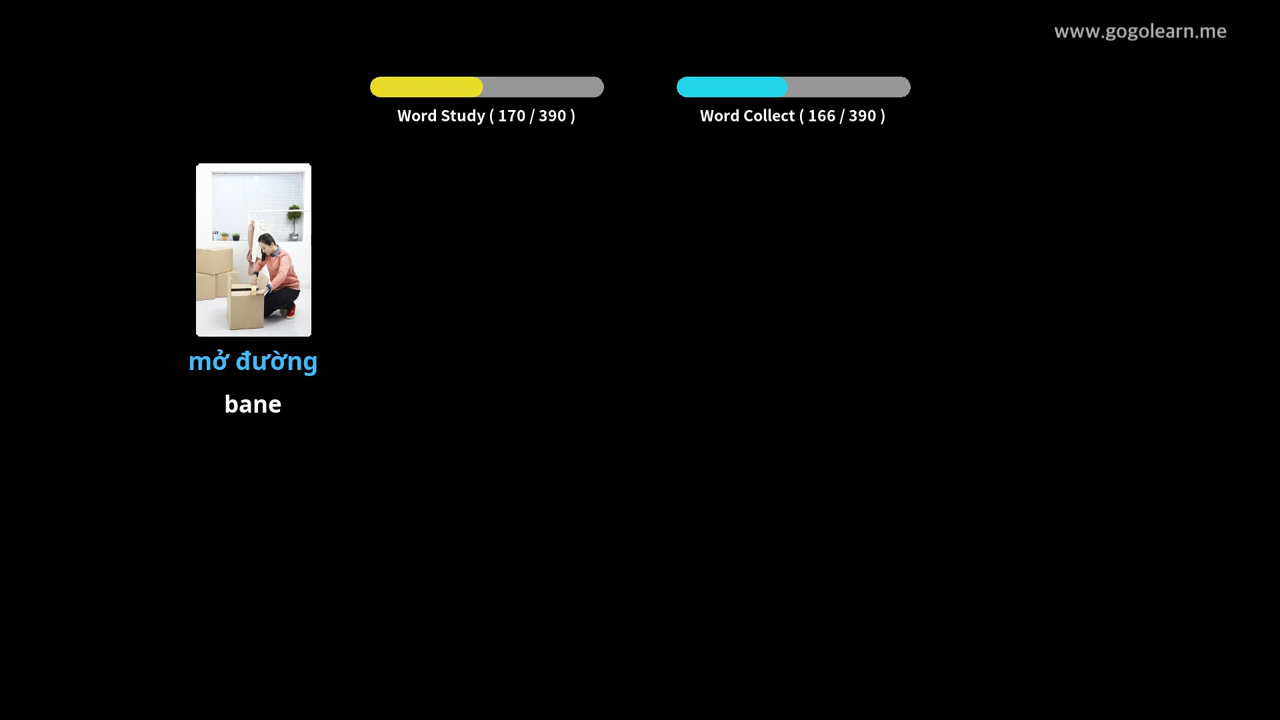 www.gogolearn.me
Word Study ( 170 / 390 )
Word Collect ( 166 / 390 )
mở đường
bane